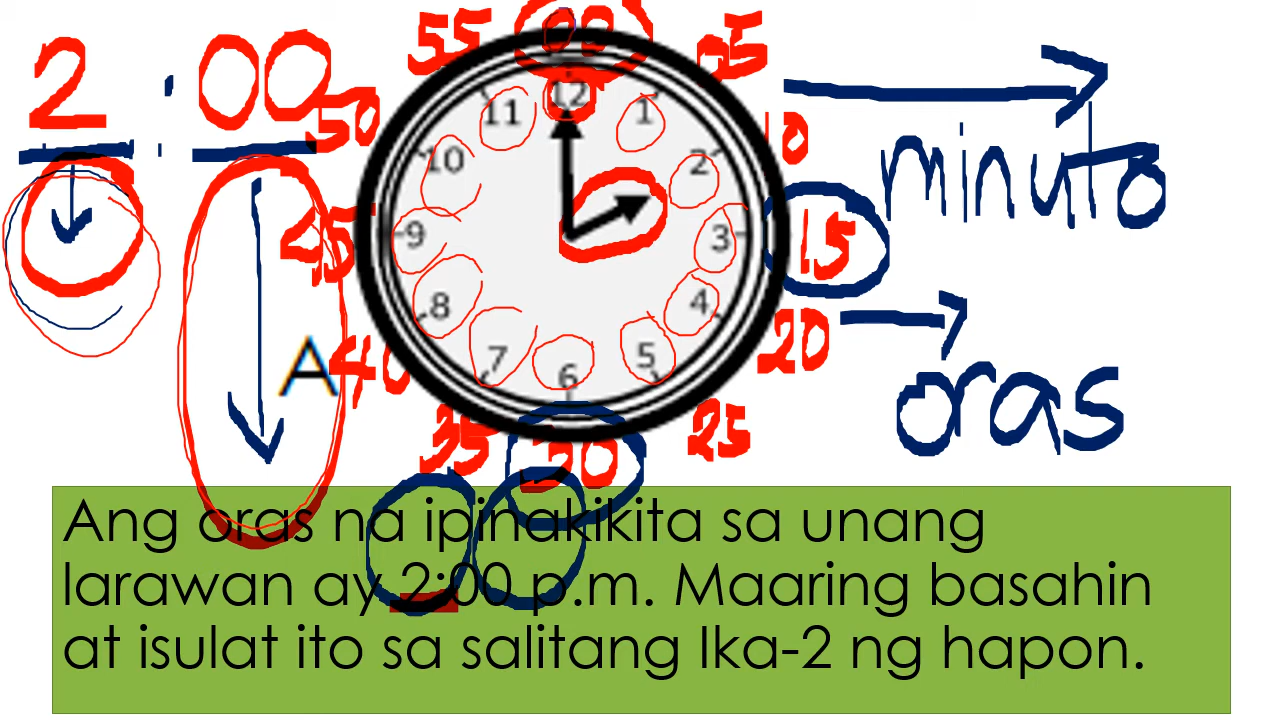 2 : 00
55 00 05
50 10
45 15
40 20
35 30 25
11 12 1
10 2
9 3
8 4
7 6 5
A
minuto
oras
Ang oras na ipinakikita sa unang
larawan ay 2:00 p.m. Maaring basahin
at isulat ito sa salitang Ika-2 ng hapon.